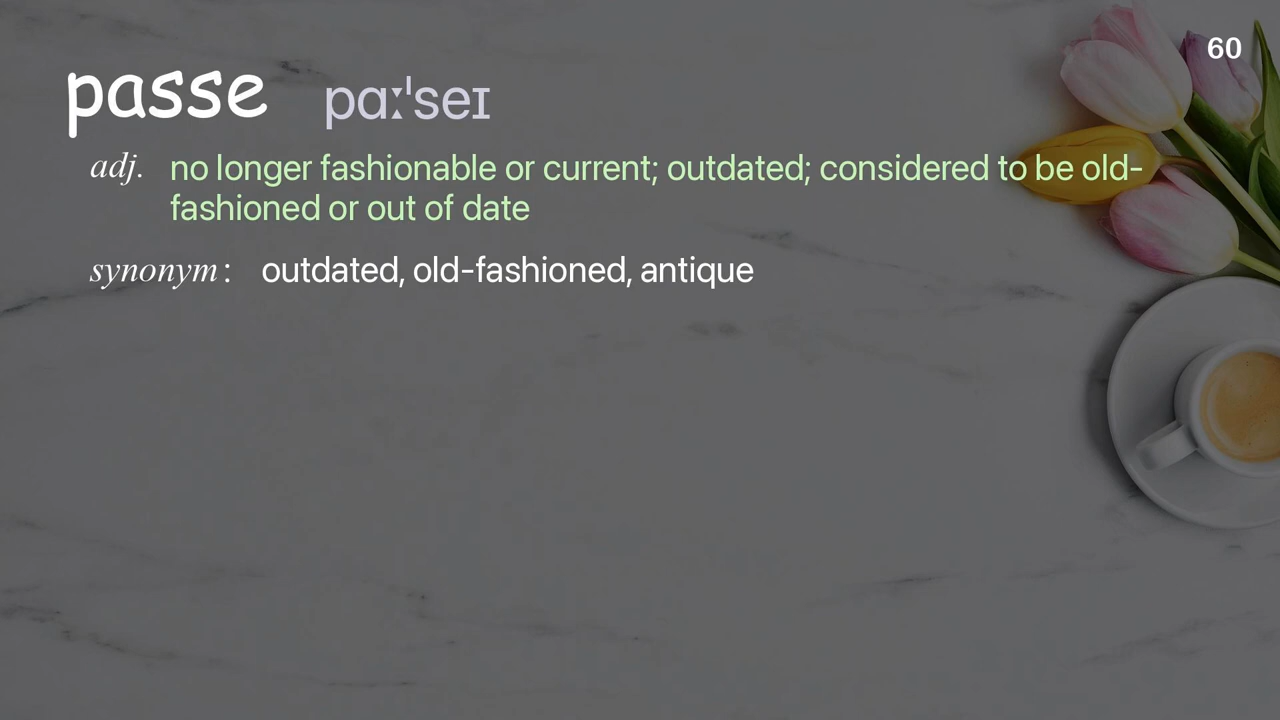 60
passe pɑːˈseɪ
adj. no longer fashionable or current; outdated; considered to be old-
fashioned or out of date
synonym: outdated, old-fashioned, antique